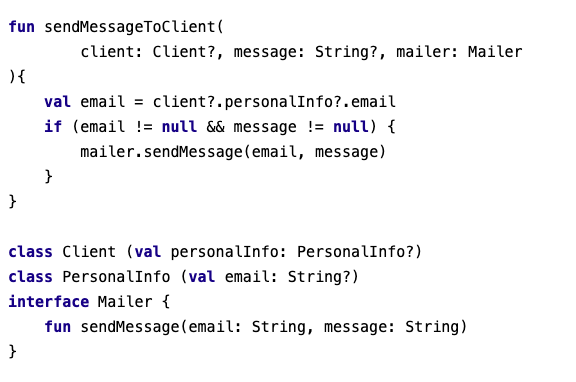 fun sendMessageToClient(
        client: Client?, message: String?, mailer: Mailer
){
    val email = client?.personalInfo?.email
    if (email != null && message != null) {
        mailer.sendMessage(email, message)
    }
}

class Client (val personalInfo: PersonalInfo?)
class PersonalInfo (val email: String?)
interface Mailer {
    fun sendMessage(email: String, message: String)
}